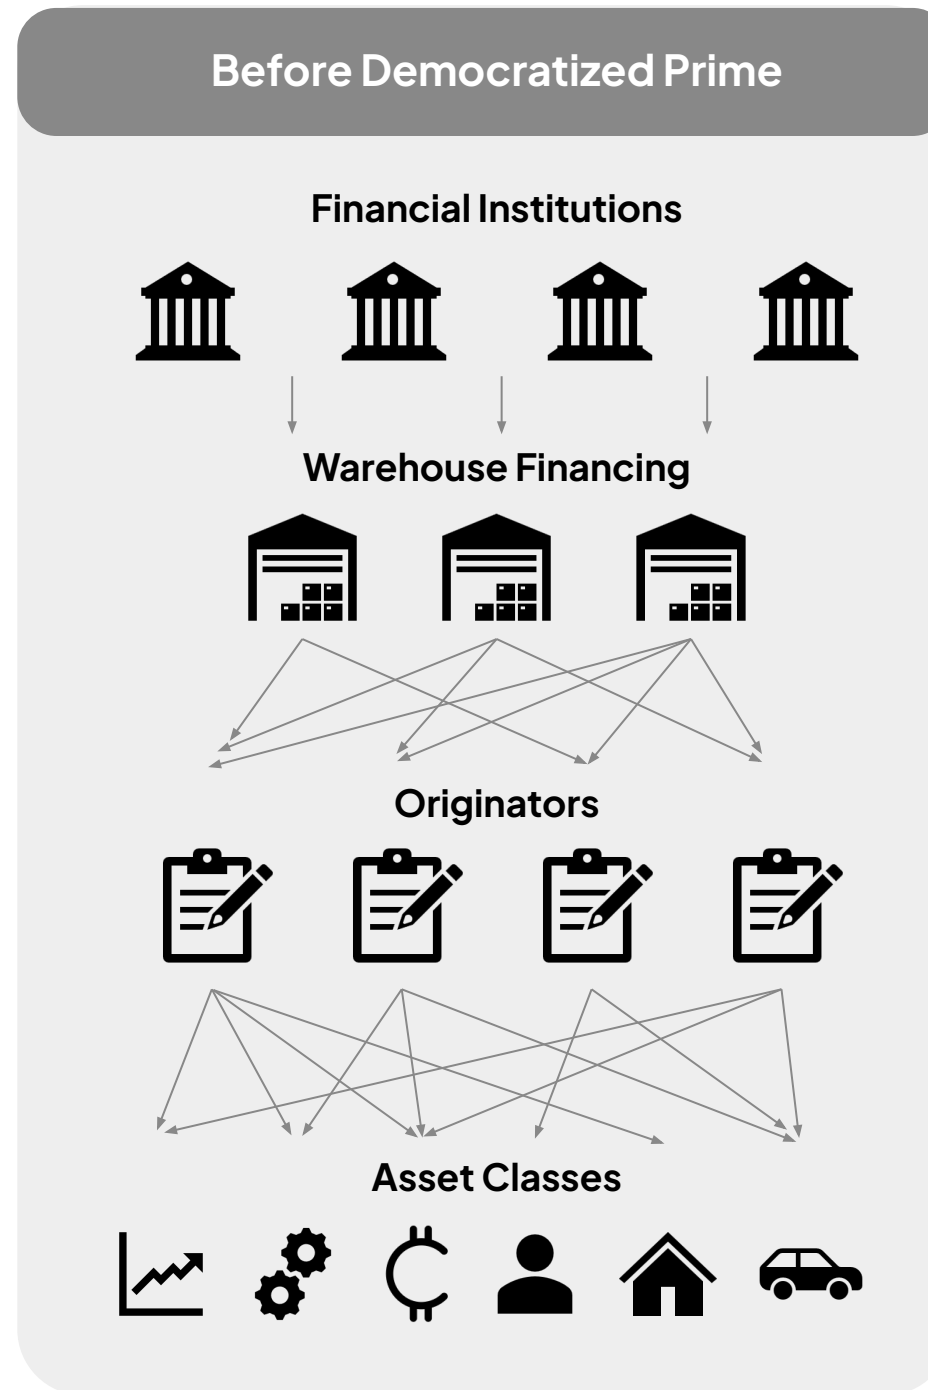 Before Democratized Prime
Financial Institutions
Warehouse Financing
Originators
Asset Classes